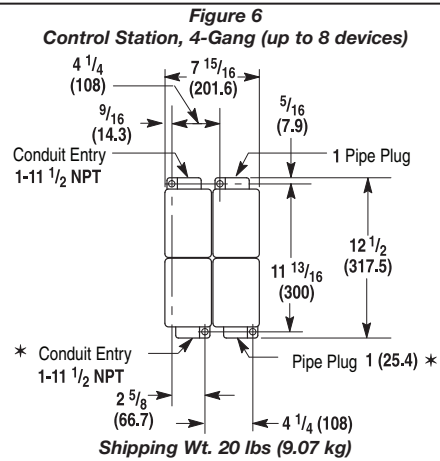 Figure 6
Control Station, 4-Gang (up to 8 devices)
4 1/4
(108)
7 15/16
(201.6)
9/16
(14.3)
5/16
(7.9)
Conduit Entry
1-11 1/2 NPT
1 Pipe Plug
12 1/2
(317.5)
11 13/16
(300)
* Conduit Entry
1-11 1/2 NPT
Pipe Plug 1 (25.4) *
2 5/8
(66.7)
4 1/4 (108)
Shipping Wt. 20 lbs (9.07 kg)